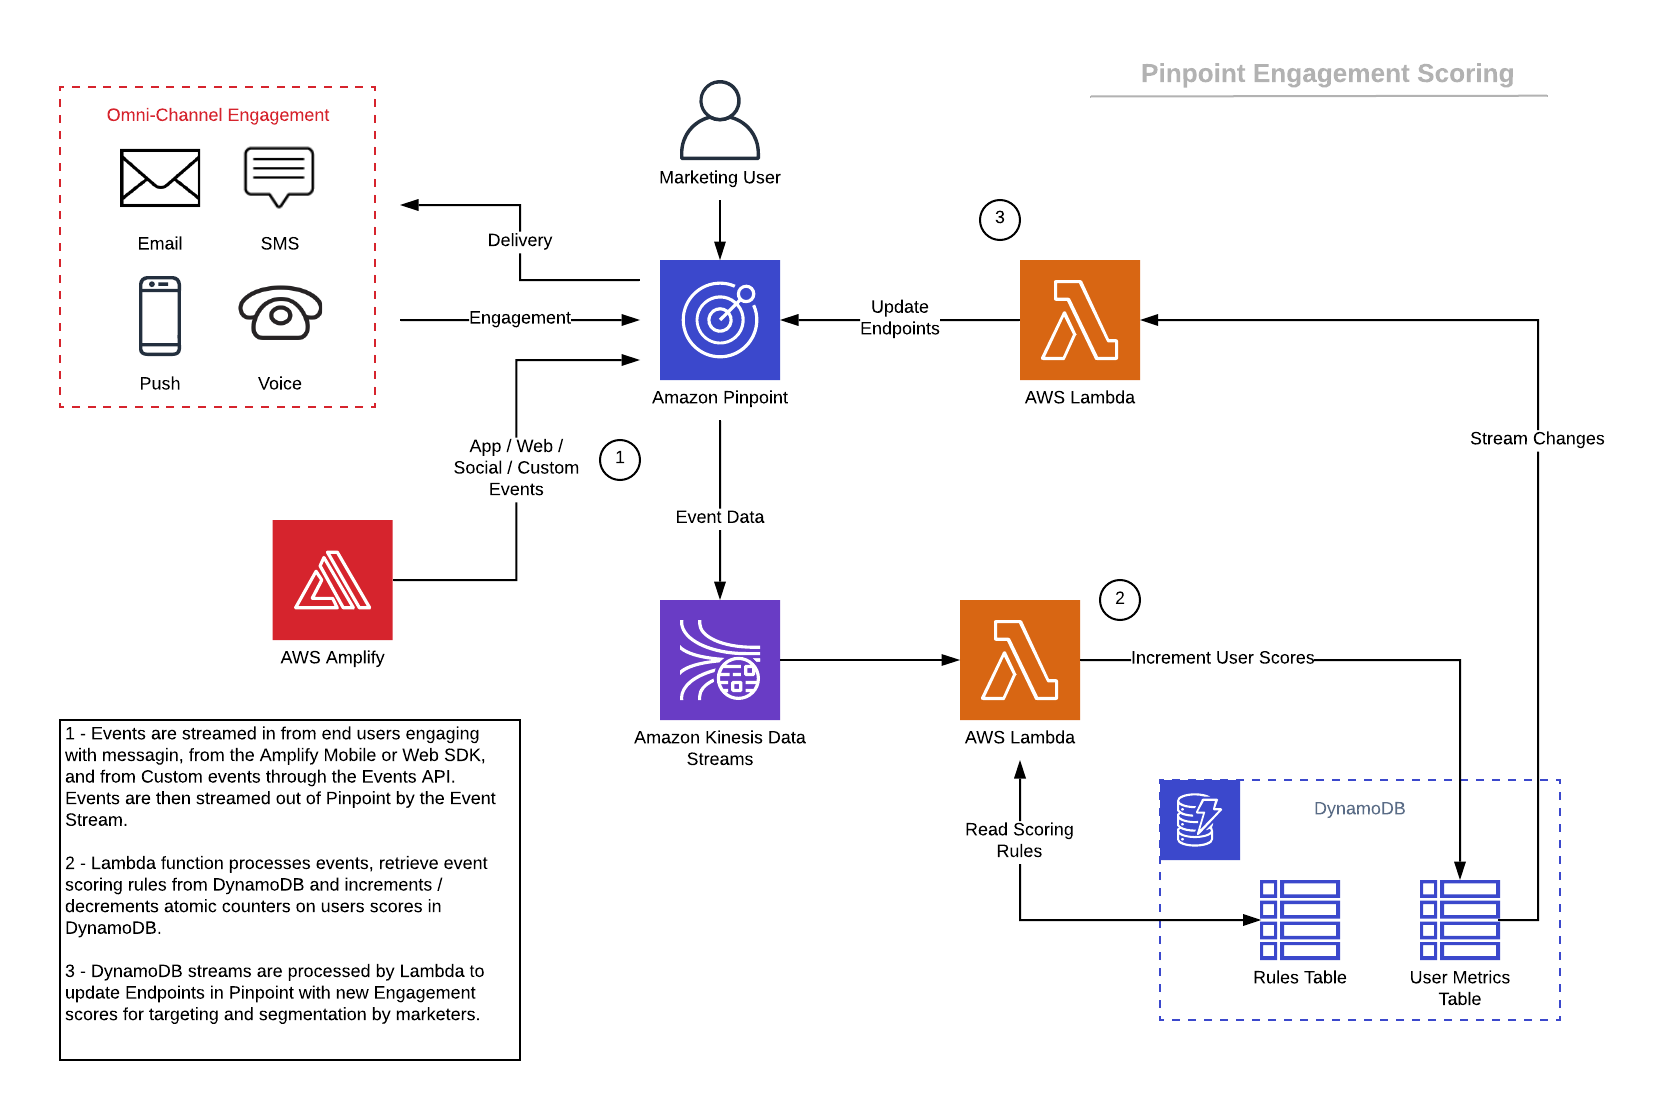 Pinpoint Engagement Scoring
Omni-Channel Engagement
Email
SMS
Push
Voice
Marketing User
Delivery
Engagement
Amazon Pinpoint
Update
Endpoints
3
AWS Lambda
Stream Changes
App / Web /
Social / Custom
Events
1
Event Data
AWS Amplify
Amazon Kinesis Data
Streams
AWS Lambda
2
Increment User Scores
Read Scoring
Rules
DynamoDB
Rules Table
User Metrics
Table
1 - Events are streamed in from end users engaging
with messagin, from the Amplify Mobile or Web SDK,
and from Custom events through the Events API.
Events are then streamed out of Pinpoint by the Event
Stream.
2 - Lambda function processes events, retrieve event
scoring rules from DynamoDB and increments /
decrements atomic counters on users scores in
DynamoDB.
3 - DynamoDB streams are processed by Lambda to
update Endpoints in Pinpoint with new Engagement
scores for targeting and segmentation by marketers.